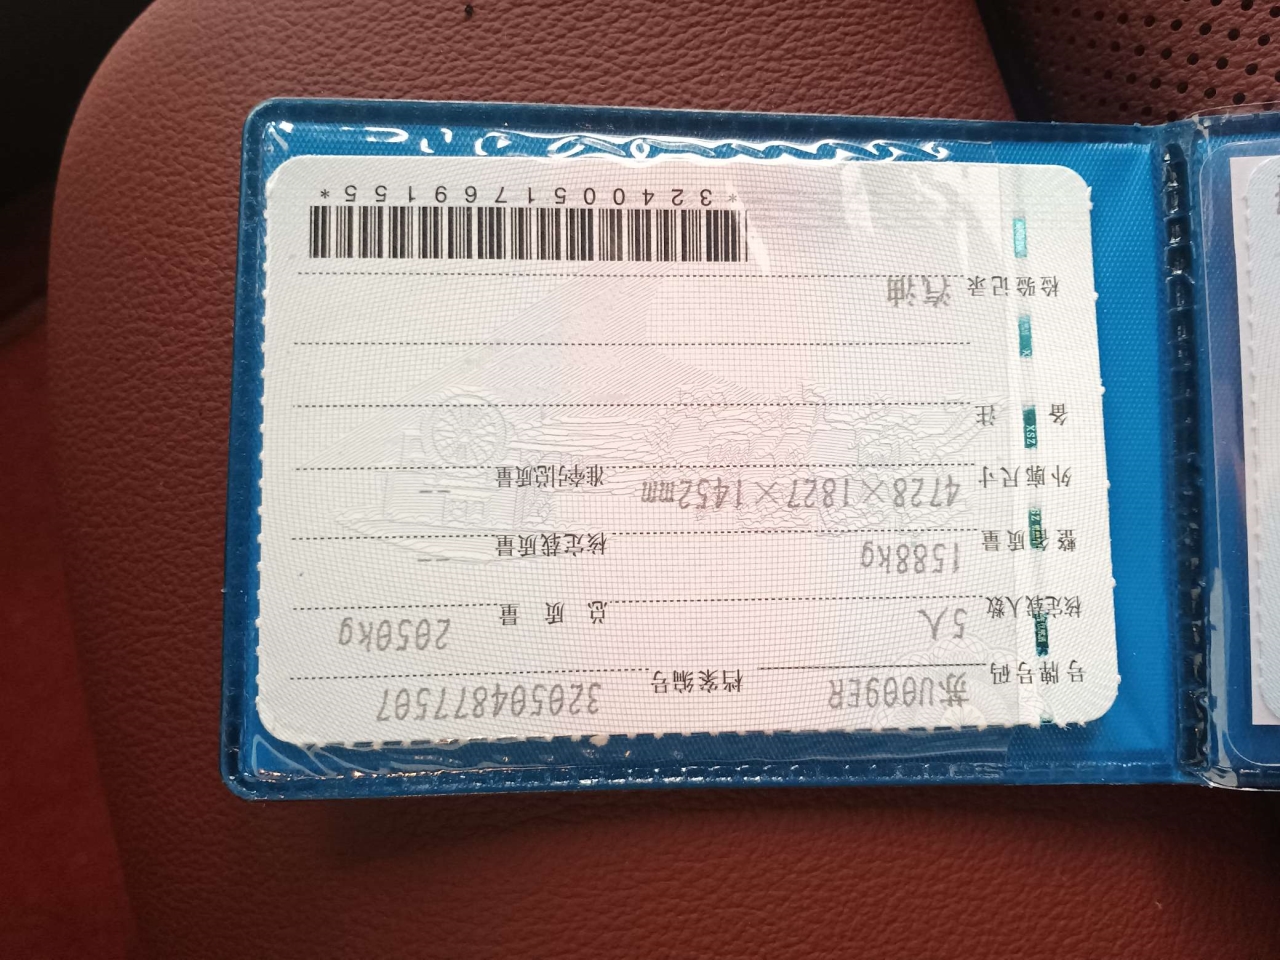 号牌号码 苏U009ER 档案编号 320504877507
核定载人数 5人 总质量 2050kg
整备质量 1588kg 核定载质量 --
外廓尺寸 4728×1827×1452mm 准牵引总质量 --
备注
检验记录 汽油
*3240051769155*